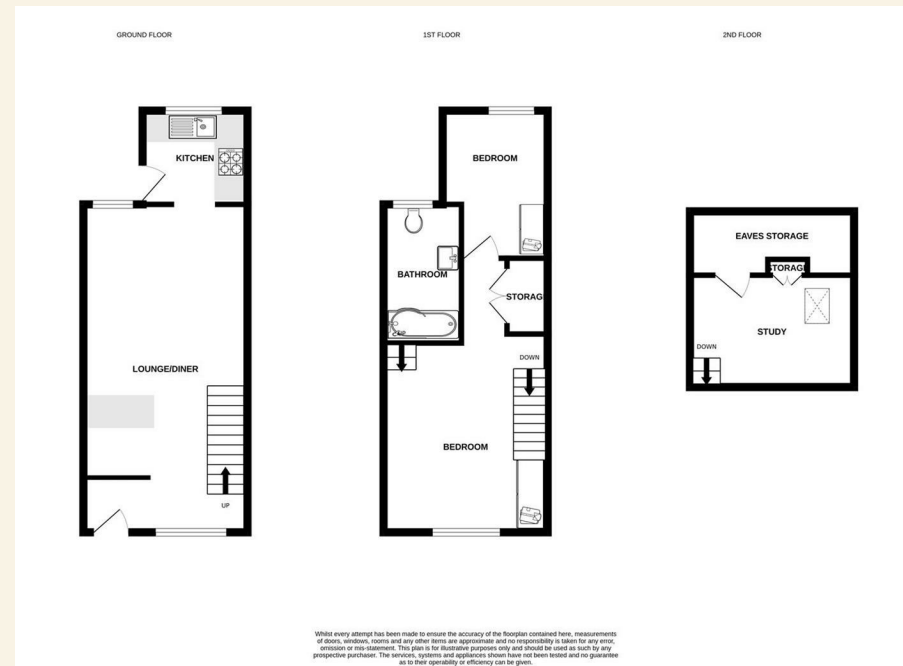 GROUND FLOOR
1ST FLOOR
2ND FLOOR
KITCHEN
LOUNGE/DINER
UP
BEDROOM
BATHROOM
STORAGE
DOWN
BEDROOM
EAVES STORAGE
STORAGE
STUDY
DOWN
Whilst every attempt has been made to ensure the accuracy of the floorplan contained here, measurements
of doors, windows, rooms and any other items are approximate and no responsibility is taken for any error,
omission or mis-statement. This plan is for illustrative purposes only and should be used as such by any
prospective purchaser. The services, systems and appliances shown have not been tested and no guarantee
as to their operability or efficiency can be given.